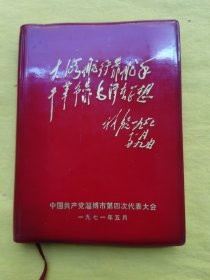 大海航行靠舵手
干革命靠毛泽东思想
林彪
中国共产党淄博市第四次代表大会
一九七一年五月